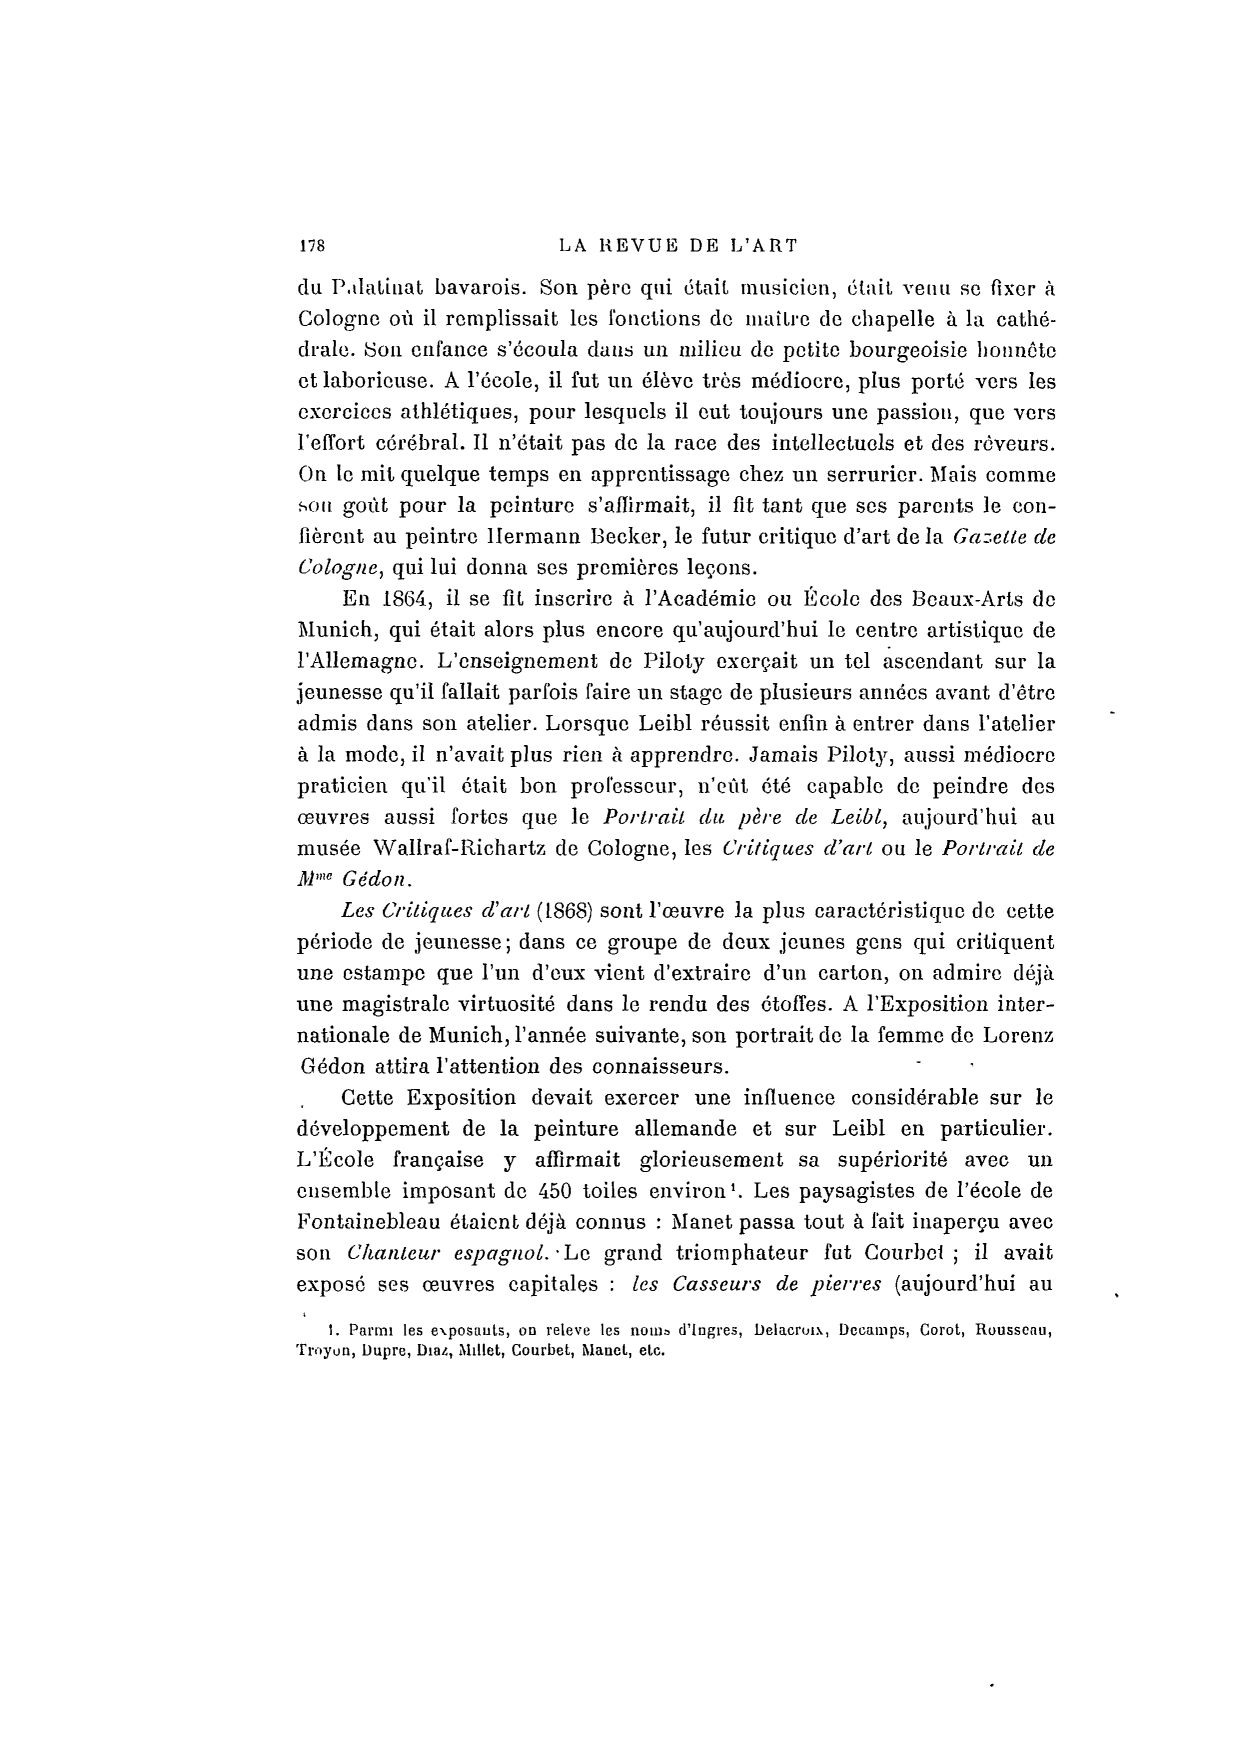 178 LA REVUE DE L'ART
du Palatinat bavarois. Son père qui était musicien, était venu se fixer à
Cologne où il remplissait les fonctions de maître de chapelle à la cathé-
drale. Son enfance s'écoula dans un milieu de petite bourgeoisie honnête
et laborieuse. A l'école, il fut un élève très médiocre, plus porté vers les
exercices athlétiques, pour lesquels il eut toujours une passion, que vers
l'effort cérébral. Il n'était pas de la race des intellectuels et des rêveurs.
On le mit quelque temps en apprentissage chez un serrurier. Mais comme
son goût pour la peinture s'affirmait, il fit tant que ses parents le con-
fièrent au peintre Hermann Becker, le futur critique d'art de la Gazette de
Cologne, qui lui donna ses premières leçons.
En 1864, il se fit inscrire à l'Académie ou École des Beaux-Arts de
Munich, qui était alors plus encore qu'aujourd'hui le centre artistique de
l'Allemagne. L'enseignement de Piloty exerçait un tel ascendant sur la
jeunesse qu'il fallait parfois faire un stage de plusieurs années avant d'être
admis dans son atelier. Lorsque Leibl réussit enfin à entrer dans l'atelier
à la mode, il n'avait plus rien à apprendre. Jamais Piloty, aussi médiocre
praticien qu'il était bon professeur, n'eût été capable de peindre des
œuvres aussi fortes que le Portrait du père de Leibl, aujourd'hui au
musée Wallraf-Richartz de Cologne, les Critiques d'art ou le Portrait de
Mme Gédon.
Les Critiques d'art (1868) sont l'œuvre la plus caractéristique de cette
période de jeunesse; dans ce groupe de deux jeunes gens qui critiquent
une estampe que l'un d'eux vient d'extraire d'un carton, on admire déjà
une magistrale virtuosité dans le rendu des étoffes. A l'Exposition inter-
nationale de Munich, l'année suivante, son portrait de la femme de Lorenz
Gédon attira l'attention des connaisseurs.
Cette Exposition devait exercer une influence considérable sur le
développement de la peinture allemande et sur Leibl en particulier.
L'École française y affirmait glorieusement sa supériorité avec un
ensemble imposant de 450 toiles environ¹. Les paysagistes de l'école de
Fontainebleau étaient déjà connus : Manet passa tout à fait inaperçu avec
son Chanteur espagnol. Le grand triomphateur fut Courbet ; il avait
exposé ses œuvres capitales : les Casseurs de pierres (aujourd'hui au
1. Parmi les exposants, on relève les noms d'Ingres, Delacroix, Decamps, Corot, Rousseau,
Troyon, Dupre, Diaz, Millet, Courbet, Manet, etc.